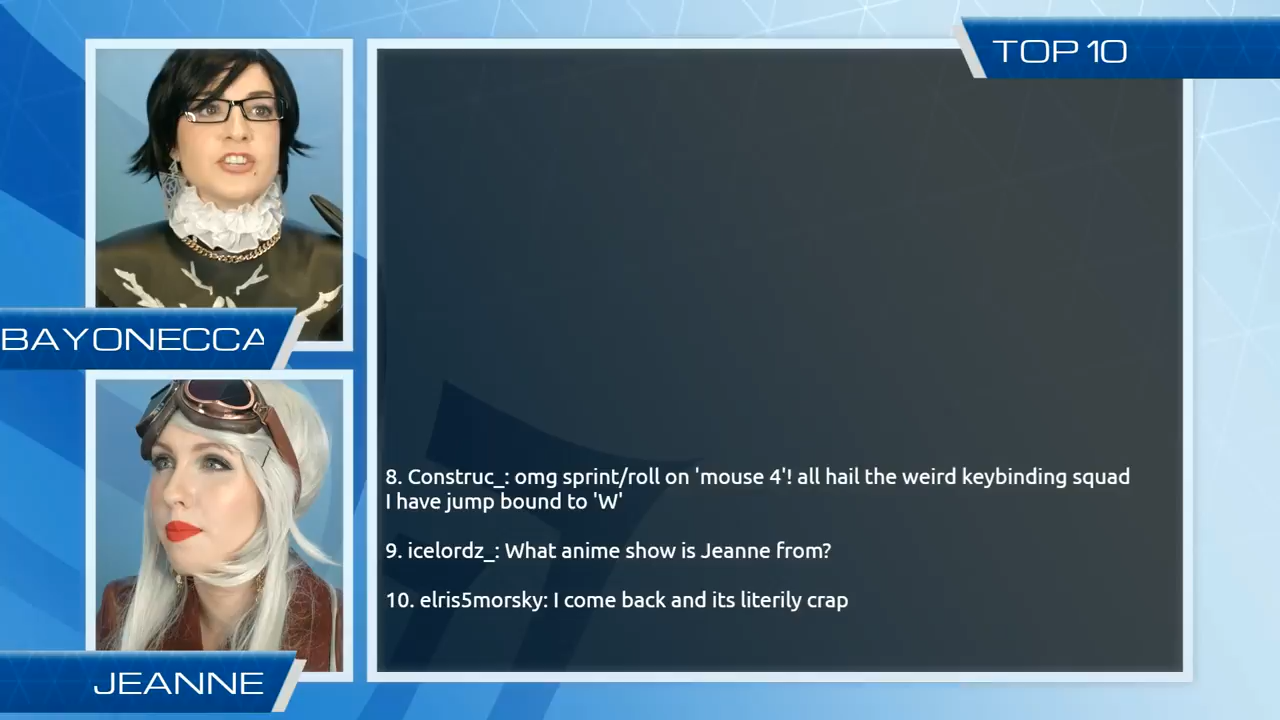 TOP 10
BAYONECCA
8. Construc_: omg sprint/roll on 'mouse 4'! all hail the weird keybinding squad
I have jump bound to 'W'
9. icelordz_: What anime show is Jeanne from?
10. elris5morsky: I come back and its literily crap
JEANNE